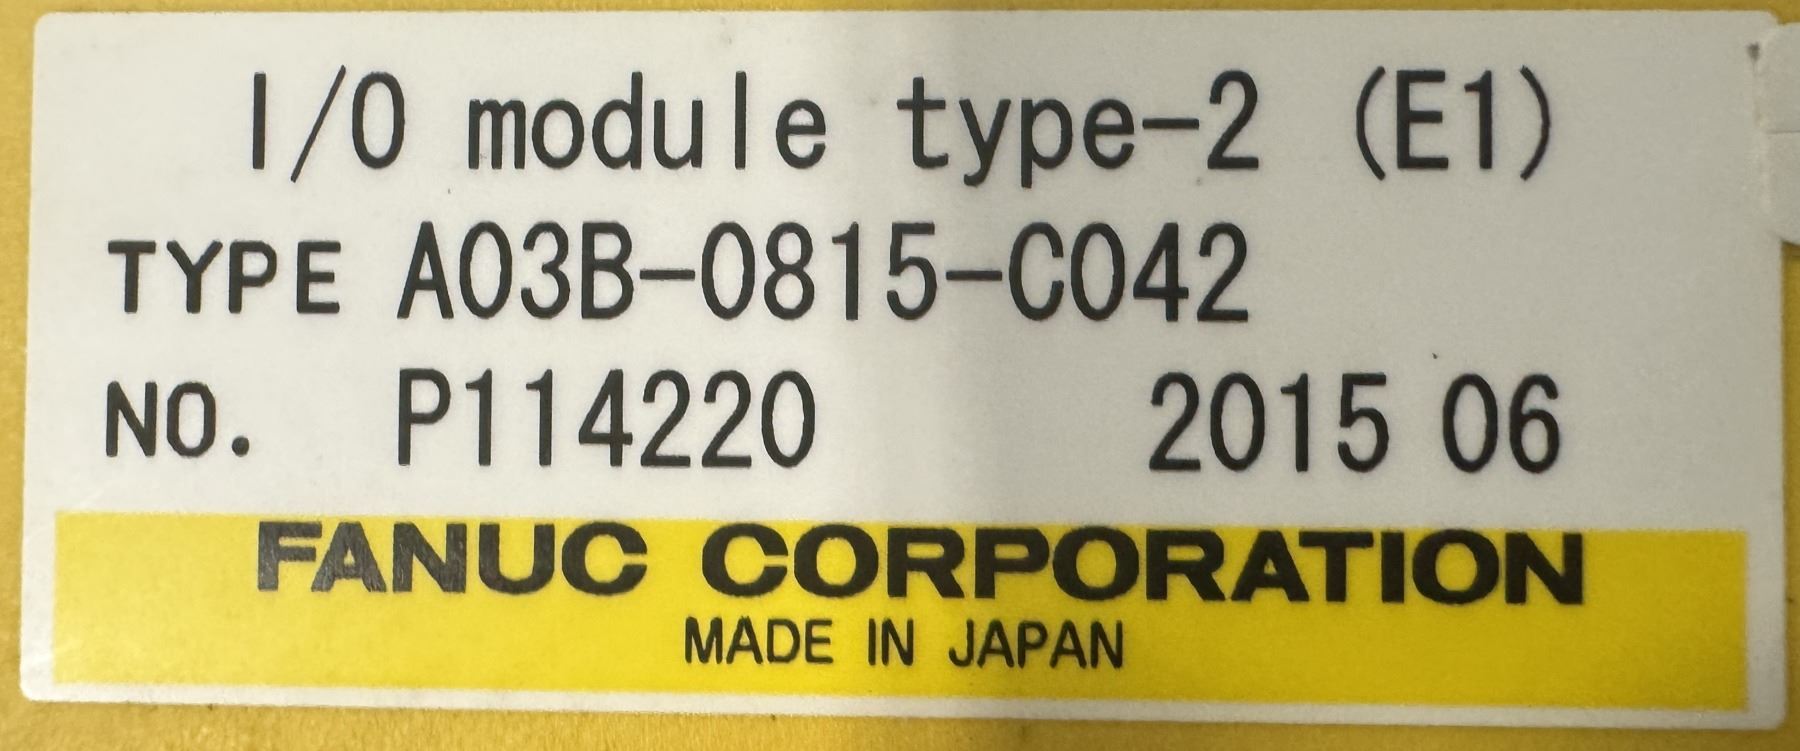 I/O module type-2 (E1)
TYPE A03B-0815-C042
NO. P114220 2015 06
FANUC CORPORATION
MADE IN JAPAN